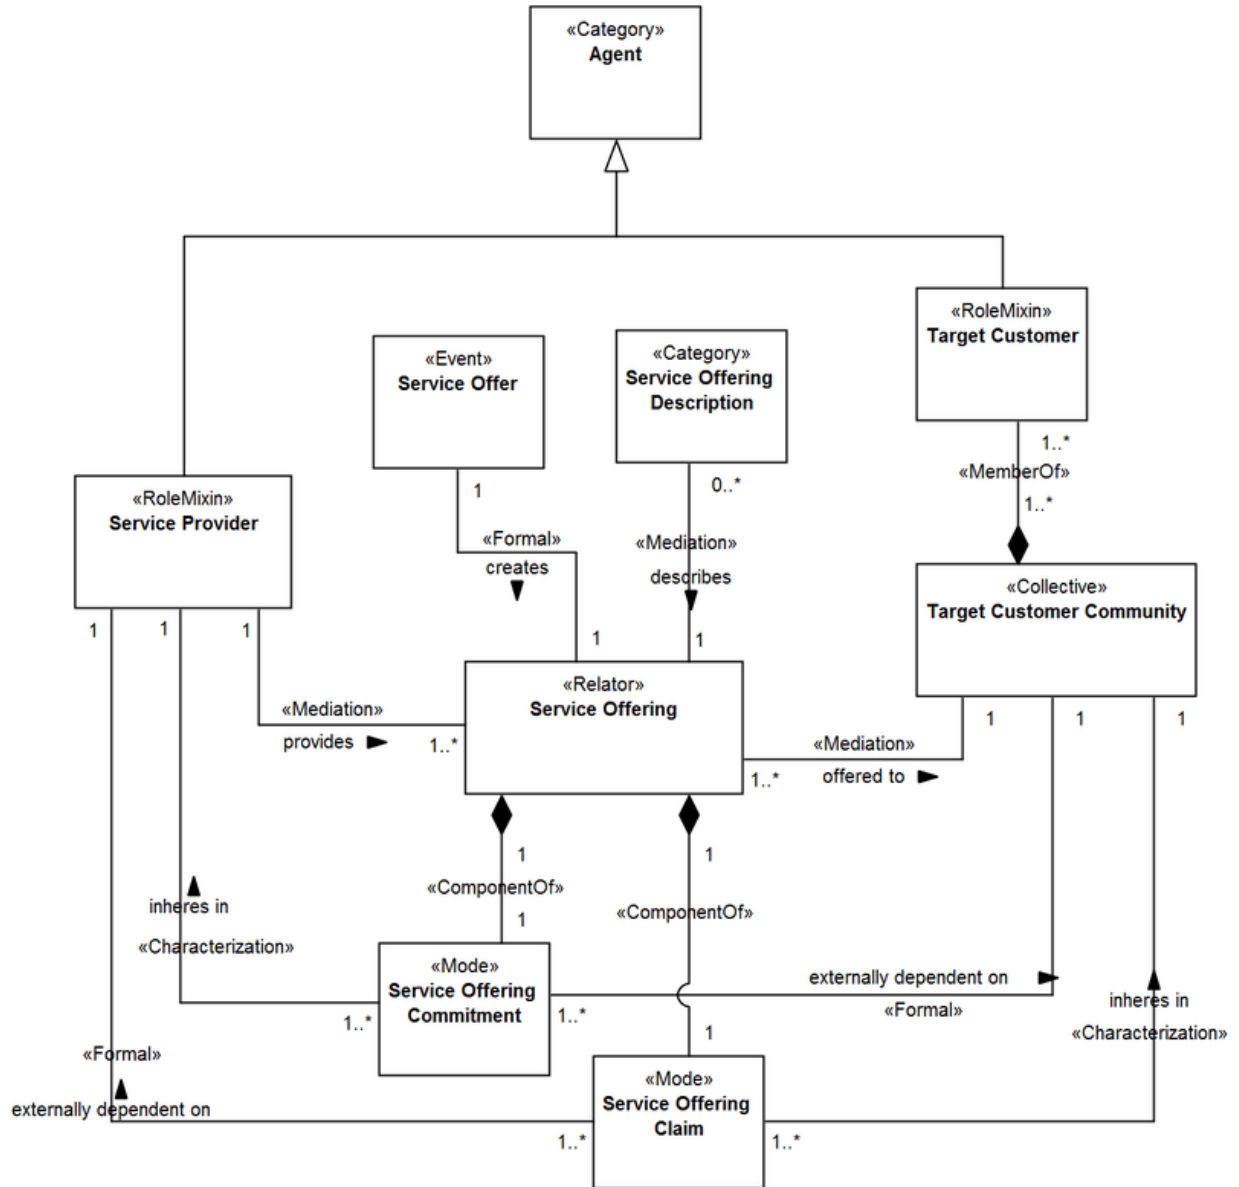 «Category»
Agent
«RoleMixin»
Target Customer
«Event»
Service Offer
«Category»
Service Offering
Description
1..*
«MemberOf»
1..*
«RoleMixin»
Service Provider
1
0..*
«Formal»
creates
«Mediation»
describes
«Collective»
Target Customer Community
1
1
1
1
1
«Relator»
Service Offering
«Mediation»
provides
1..*
1
1
1
«Mediation»
offered to
1..*
1
1
«ComponentOf»
«ComponentOf»
inheres in
1
«Characterization»
«Mode»
Service Offering
Commitment
externally dependent on
«Formal»
inheres in
«Characterization»
1..*
1..*
1
«Formal»
«Mode»
Service Offering
Claim
externally dependent on
1..*
1..*